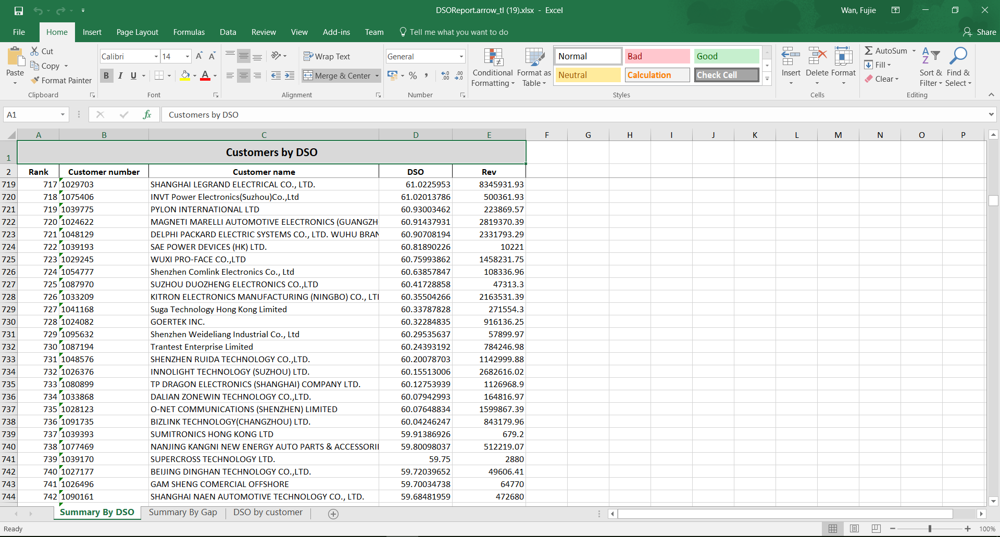 DSOReport.arrow_tl (19).xlsx - Excel
Wan, Fujie
File Home Insert Page Layout Formulas Data Review View Add-ins Team Tell me what you want to do Share
Paste
Cut
Copy
Format Painter
Clipboard
Calibri 14
B I U A
Font
Wrap Text
Merge & Center
Alignment
General
%
Number
Conditional Formatting
Format as Table
Normal Bad Good
Neutral Calculation Check Cell
Styles
Insert Delete Format
Cells
AutoSum
Fill
Clear
Sort & Filter
Find & Select
Editing
A1 fx Customers by DSO
A B C D E F G H I J K L M N O P
1 Customers by DSO
2 Rank Customer number Customer name DSO Rev
719 717 1029703 SHANGHAI LEGRAND ELECTRICAL CO., LTD. 61.0225953 8345931.93
720 718 1075406 INVT Power Electronics(Suzhou)Co.,Ltd 61.02013786 500361.93
721 719 1039775 PYLON INTERNATIONAL LTD 60.93003462 223869.57
722 720 1024622 MAGNETI MARELLI AUTOMOTIVE ELECTRONICS (GUANGZH 60.91437931 2819370.39
723 721 1048129 DELPHI PACKARD ELECTRIC SYSTEMS CO., LTD. WUHU BRAN 60.90708194 2331793.29
724 722 1039193 SAE POWER DEVICES (HK) LTD. 60.81890226 10221
725 723 1029245 WUXI PRO-FACE CO.,LTD 60.75993862 1458231.75
726 724 1054777 Shenzhen Comlink Electronics Co., Ltd 60.63857847 108336.96
727 725 1087970 SUZHOU DUOZHENG ELECTRONICS CO.,LTD 60.41728858 47313.3
728 726 1033209 KITRON ELECTRONICS MANUFACTURING (NINGBO) CO., LTI 60.35504266 2163531.39
729 727 1041168 Suga Technology Hong Kong Limited 60.33787828 271554.3
730 728 1024082 GOERTEK INC. 60.32284835 916136.25
731 729 1095632 Shenzhen Weideliang Industrial Co., Ltd 60.29535637 57899.97
732 730 1087194 Trantest Enterprise Limited 60.24393192 784246.98
733 731 1048576 SHENZHEN RUIDA TECHNOLOGY CO.,LTD. 60.20078703 1142999.88
734 732 1026376 INNOLIGHT TECHNOLOGY (SUZHOU) LTD. 60.15513006 2682616.02
735 733 1080899 TP DRAGON ELECTRONICS (SHANGHAI) COMPANY LTD. 60.12753939 1126968.9
736 734 1033868 DALIAN ZONEWIN TECHNOLOGY CO.,LTD. 60.07942993 164816.97
737 735 1028123 O-NET COMMUNICATIONS (SHENZHEN) LIMITED 60.07648834 1599867.39
738 736 1091735 BIZLINK TECHNOLOGY(CHANGZHOU) LTD. 60.04246247 843179.96
739 737 1039393 SUMITRONICS HONG KONG LTD 59.91386926 679.2
740 738 1077469 NANJING KANGNI NEW ENERGY AUTO PARTS & ACCESSORII 59.80098037 512219.07
741 739 1039170 SUPERCROSS TECHNOLOGY LTD. 59.75 2880
742 740 1027177 BEIJING DINGHAN TECHNOLOGY CO.,LTD. 59.72039652 49606.41
743 741 1026496 GAM SHENG COMERCIAL OFFSHORE 59.70034738 64770
744 742 1090161 SHANGHAI NAEN AUTOMOTIVE TECHNOLOGY CO., LTD. 59.68481959 472680
Summary By DSO Summary By Gap DSO by customer
Ready 100%